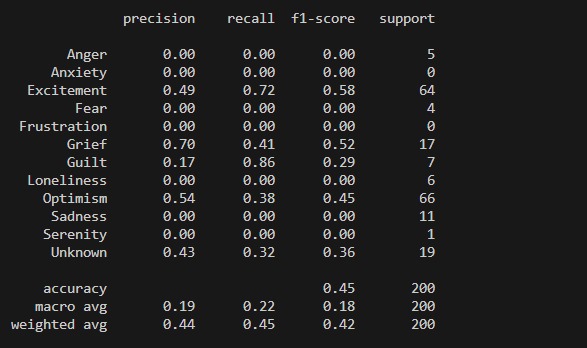 precision recall f1-score support
Anger 0.00 0.00 0.00 5
Anxiety 0.00 0.00 0.00 0
Excitement 0.49 0.72 0.58 64
Fear 0.00 0.00 0.00 4
Frustration 0.00 0.00 0.00 0
Grief 0.70 0.41 0.52 17
Guilt 0.17 0.86 0.29 7
Loneliness 0.00 0.00 0.00 6
Optimism 0.54 0.38 0.45 66
Sadness 0.00 0.00 0.00 11
Serenity 0.00 0.00 0.00 1
Unknown 0.43 0.32 0.36 19
accuracy 0.45 200
macro avg 0.19 0.22 0.18 200
weighted avg 0.44 0.45 0.42 200